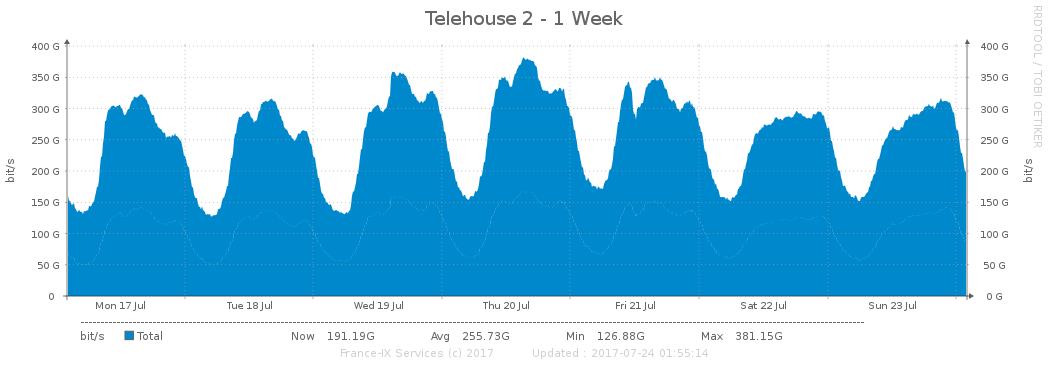 Telehouse 2 - 1 Week
RRDTOOL / TOBI OETIKER
400 G 400 G
350 G 350 G
300 G 300 G
250 G 250 G
200 G 200 G
150 G 150 G
100 G 100 G
50 G 50 G
0 0 G
bit/s bit/s
Mon 17 Jul Tue 18 Jul Wed 19 Jul Thu 20 Jul Fri 21 Jul Sat 22 Jul Sun 23 Jul
bit/s Total Now 191.19G Avg 255.73G Min 126.88G Max 381.15G
France-IX Services (c) 2017 Updated : 2017-07-24 01:55:14